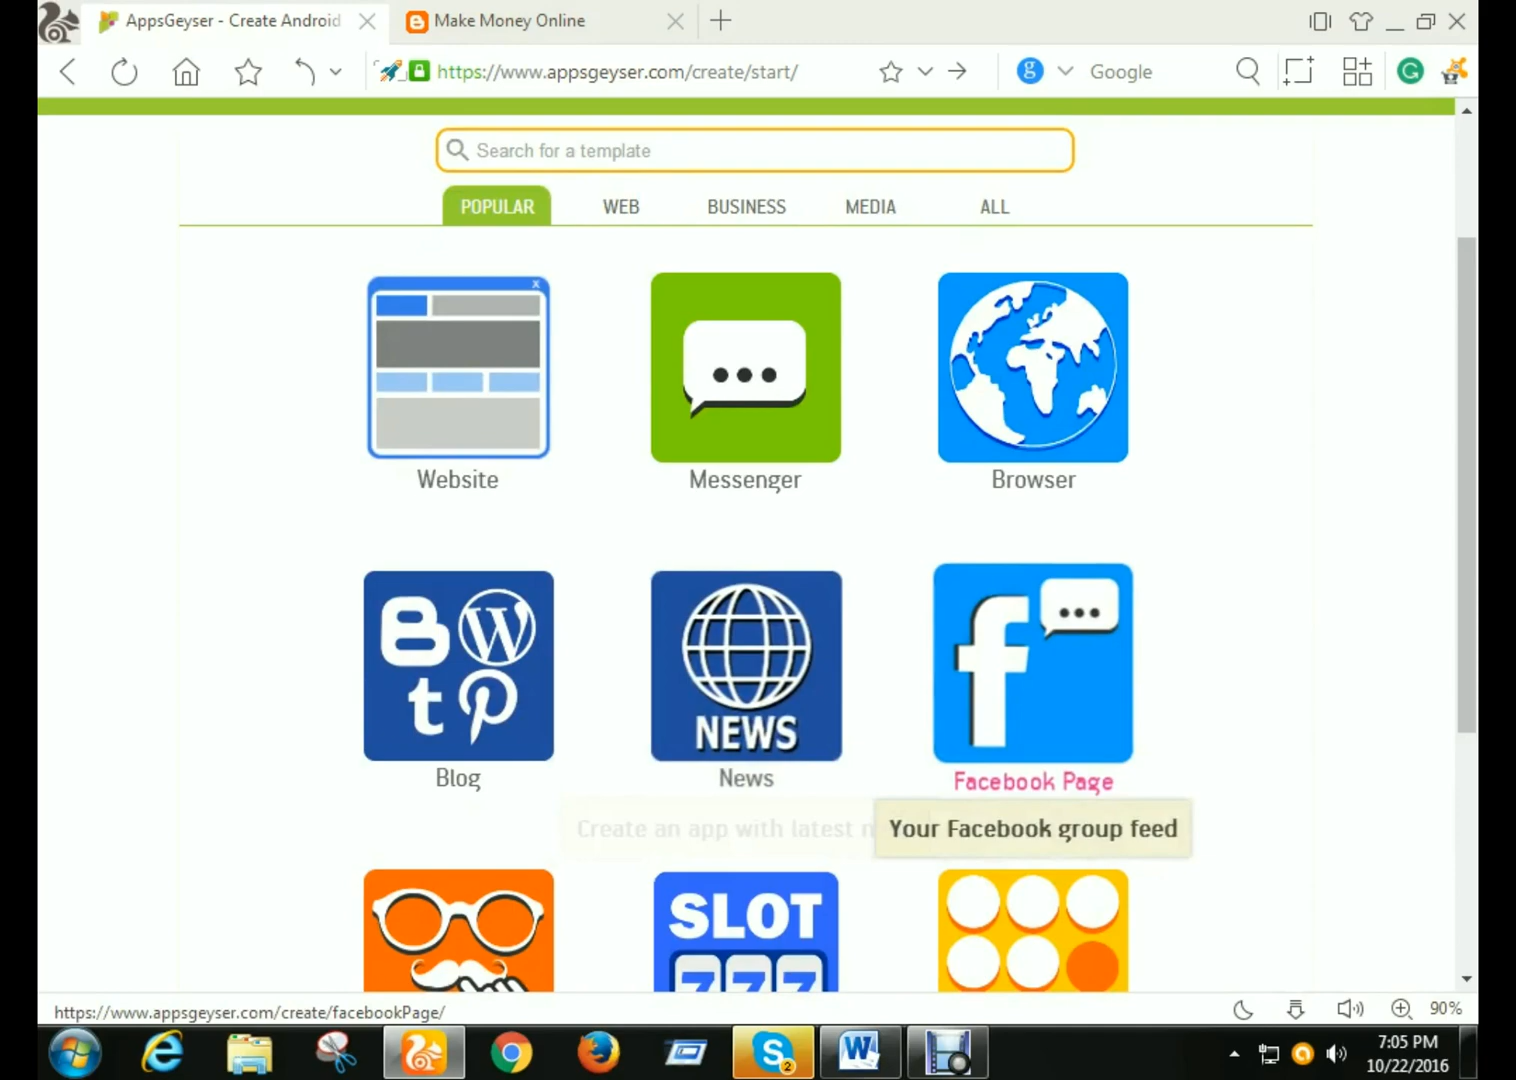 AppsGeyser - Create Android
Make Money Online
https://www.appsgeyser.com/create/start/
Google
Search for a template
POPULAR
WEB
BUSINESS
MEDIA
ALL
Website
Messenger
Browser
NEWS
Blog
News
Facebook Page
Create an app with latest n
Your Facebook group feed
SLOT
777
https://www.appsgeyser.com/create/facebookPage/
90%
2
7:05 PM
10/22/2016